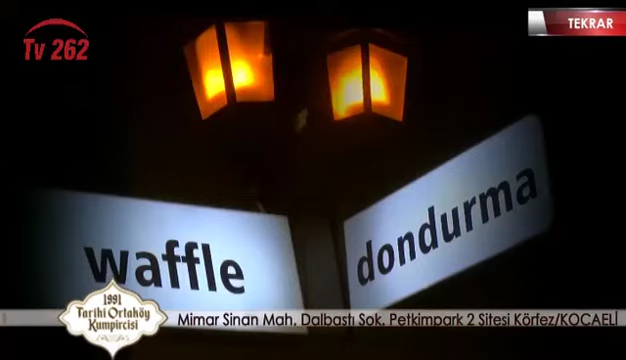 Tv 262
TEKRAR
waffle
dondurma
1991
Tarihi Ortaköy
Kumpircisi
Mimar Sinan Mah. Dalbastı Sok. Petkimpark 2 Sitesi Körfez/KOCAELİ